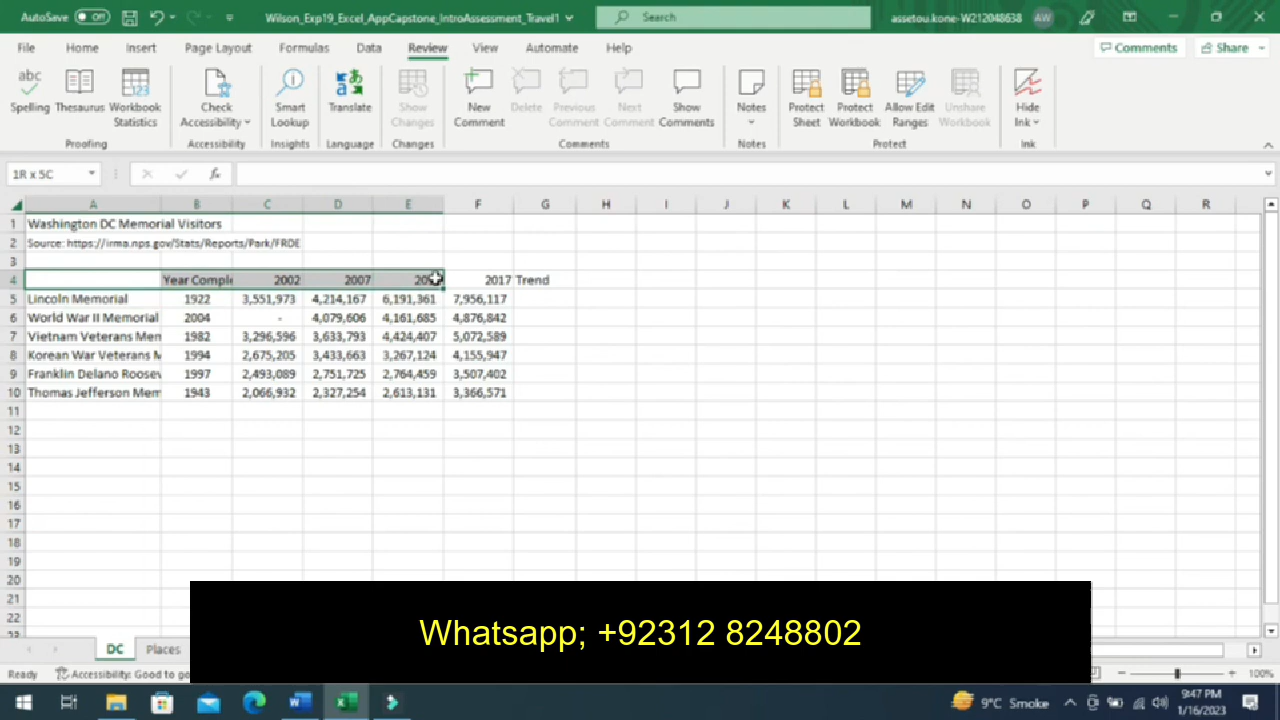 AutoSave Off Wilson_Exp19_Excel_AppCapstone_IntroAssessment_Travel1 Search assetou.kone-W212048638 AW
File Home Insert Page Layout Formulas Data Review View Automate Help Comments Share
Spelling Thesaurus Workbook Statistics Check Accessibility Smart Lookup Translate Show Changes New Comment Delete Previous Comment Next Comment Show Comments Notes Protect Sheet Protect Workbook Allow Edit Ranges Unshare Workbook Hide Ink
Proofing Accessibility Insights Language Changes Comments Notes Protect Ink
1R x 5C fx
A B C D E F G H I J K L M N O P Q R
1 Washington DC Memorial Visitors
2 Source: https://irma.nps.gov/Stats/Reports/Park/FRDE
3
4 Year Comple 2002 2007 2017 Trend
5 Lincoln Memorial 1922 3,551,973 4,214,167 6,191,361 7,956,117
6 World War II Memorial 2004 - 4,079,606 4,161,685 4,876,842
7 Vietnam Veterans Mem 1982 3,296,596 3,633,793 4,424,407 5,072,589
8 Korean War Veterans M 1994 2,675,205 3,433,663 3,267,124 4,155,947
9 Franklin Delano Roosev 1997 2,493,089 2,751,725 2,764,459 3,507,402
10 Thomas Jefferson Mem 1943 2,066,932 2,327,254 2,613,131 3,366,571
11
12
13
14
15
16
17
18
19
20
21
22
Whatsapp; +92312 8248802
DC Places
Ready Accessibility: Good to go 100%
9°C Smoke 9:47 PM
1/16/2023